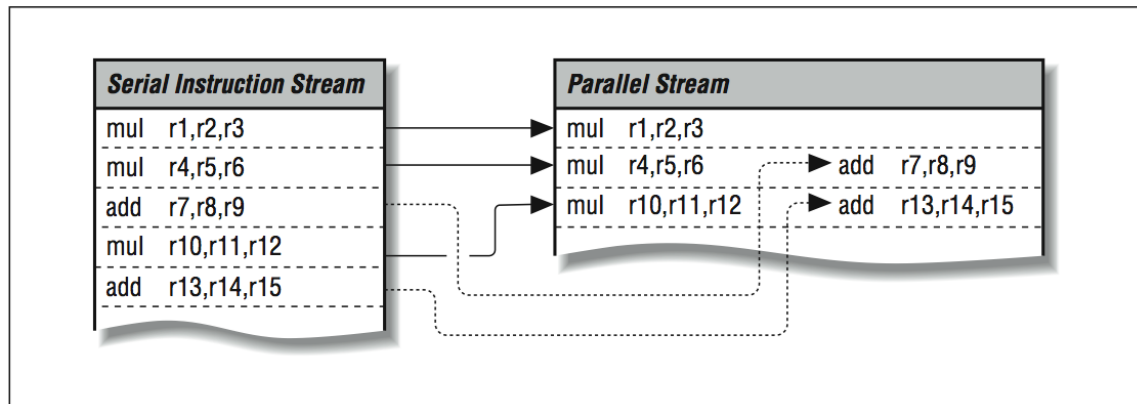 Serial Instruction Stream
mul r1,r2,r3
mul r4,r5,r6
add r7,r8,r9
mul r10,r11,r12
add r13,r14,r15
Parallel Stream
mul r1,r2,r3
mul r4,r5,r6 add r7,r8,r9
mul r10,r11,r12 add r13,r14,r15